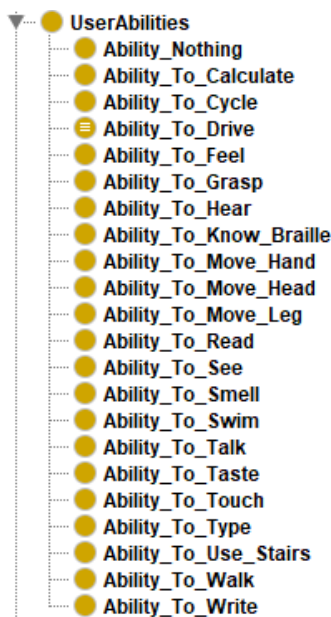 UserAbilities
Ability_Nothing
Ability_To_Calculate
Ability_To_Cycle
Ability_To_Drive
Ability_To_Feel
Ability_To_Grasp
Ability_To_Hear
Ability_To_Know_Braille
Ability_To_Move_Hand
Ability_To_Move_Head
Ability_To_Move_Leg
Ability_To_Read
Ability_To_See
Ability_To_Smell
Ability_To_Swim
Ability_To_Talk
Ability_To_Taste
Ability_To_Touch
Ability_To_Type
Ability_To_Use_Stairs
Ability_To_Walk
Ability_To_Write